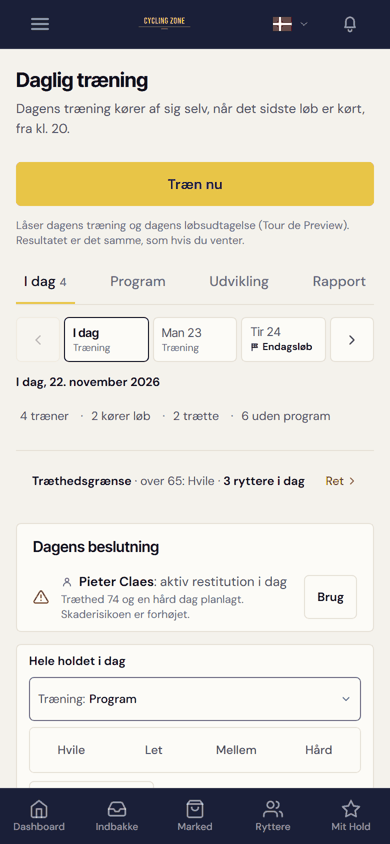 CYCLING ZONE
Daglig træning
Dagens træning kører af sig selv, når det sidste løb er kørt,
fra kl. 20.
Træn nu
Låser dagens træning og dagens løbsudtagelse (Tour de Preview).
Resultatet er det samme, som hvis du venter.
I dag 4 Program Udvikling Rapport
I dag Man 23 Tir 24
Træning Træning Endagsløb
I dag, 22. november 2026
4 træner · 2 kører løb · 2 trætte · 6 uden program
Træthedsgrænse · over 65: Hvile · 3 ryttere i dag Ret
Dagens beslutning
Pieter Claes: aktiv restitution i dag
Træthed 74 og en hård dag planlagt.
Skaderisikoen er forhøjet.
Brug
Hele holdet i dag
Træning: Program
Hvile Let Mellem Hård
Dashboard Indbakke Marked Ryttere Mit Hold